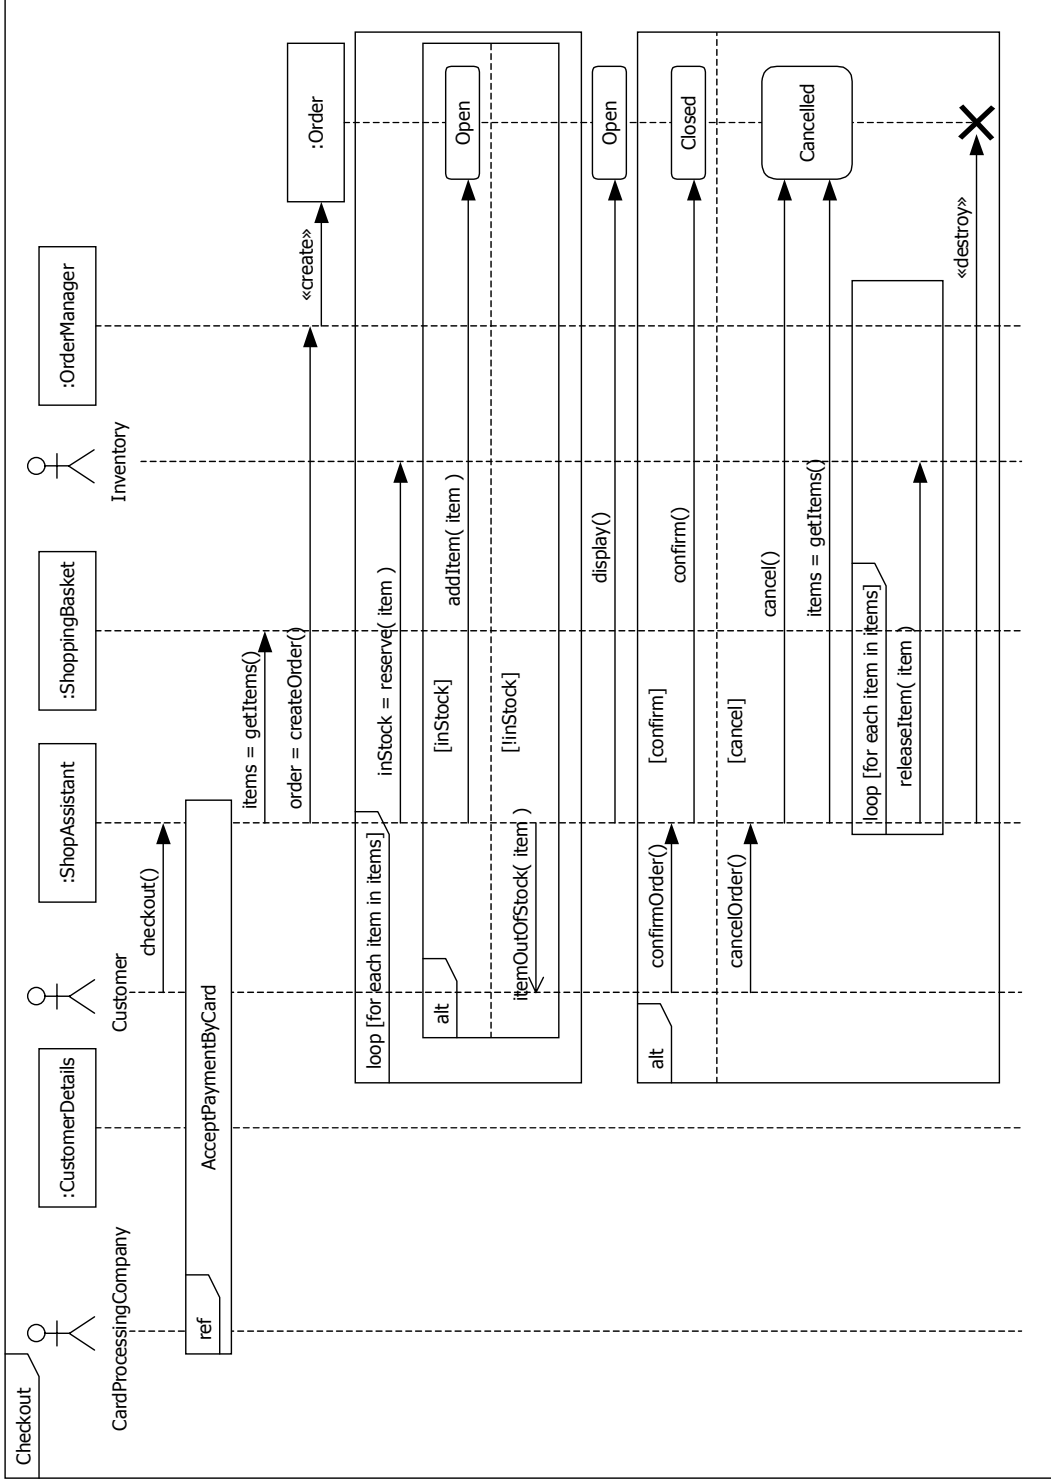 Checkout
CardProcessingCompany
:CustomerDetails
Customer
:ShopAssistant
:ShoppingBasket
Inventory
:OrderManager
checkout()
ref
AcceptPaymentByCard
items = getItems()
order = createOrder()
«create»
:Order
loop [for each item in items]
inStock = reserve( item )
alt
[inStock]
addItem( item )
Open
[!inStock]
itemOutOfStock( item )
display()
Open
alt
[confirm]
confirmOrder()
confirm()
Closed
[cancel]
cancelOrder()
cancel()
Cancelled
items = getItems()
loop [for each item in items]
releaseItem( item )
«destroy»